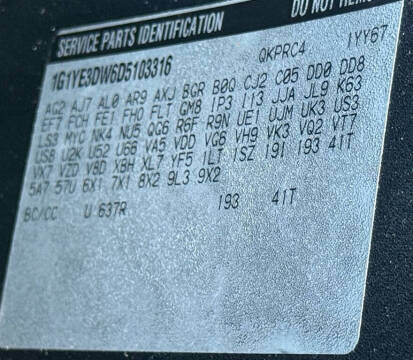 SERVICE PARTS IDENTIFICATION DO NOT REM
1G1YE3DW6D5103316 QKPRC4 1YY67
AG2 AJ7 AL0 AR9 AXJ BGR B0Q CJ2 C05 DD0 DD8
EF7 FCH FE1 FHO FLT GM8 IP3 I13 JJA JL9 K63
LS3 MYC NK4 NU5 QG6 R6F R9N UE1 UJM UK3 US3
US8 U2K U52 U66 VA5 VDD VG6 VH9 VK3 VQ2 VT7
VX7 VZD V8D XBH XL7 YF5 1LT 1SZ 19I 193 41T
5A7 57U 6X1 7X1 8X2 9L3 9X2
BC/CC U 637R 193 41T